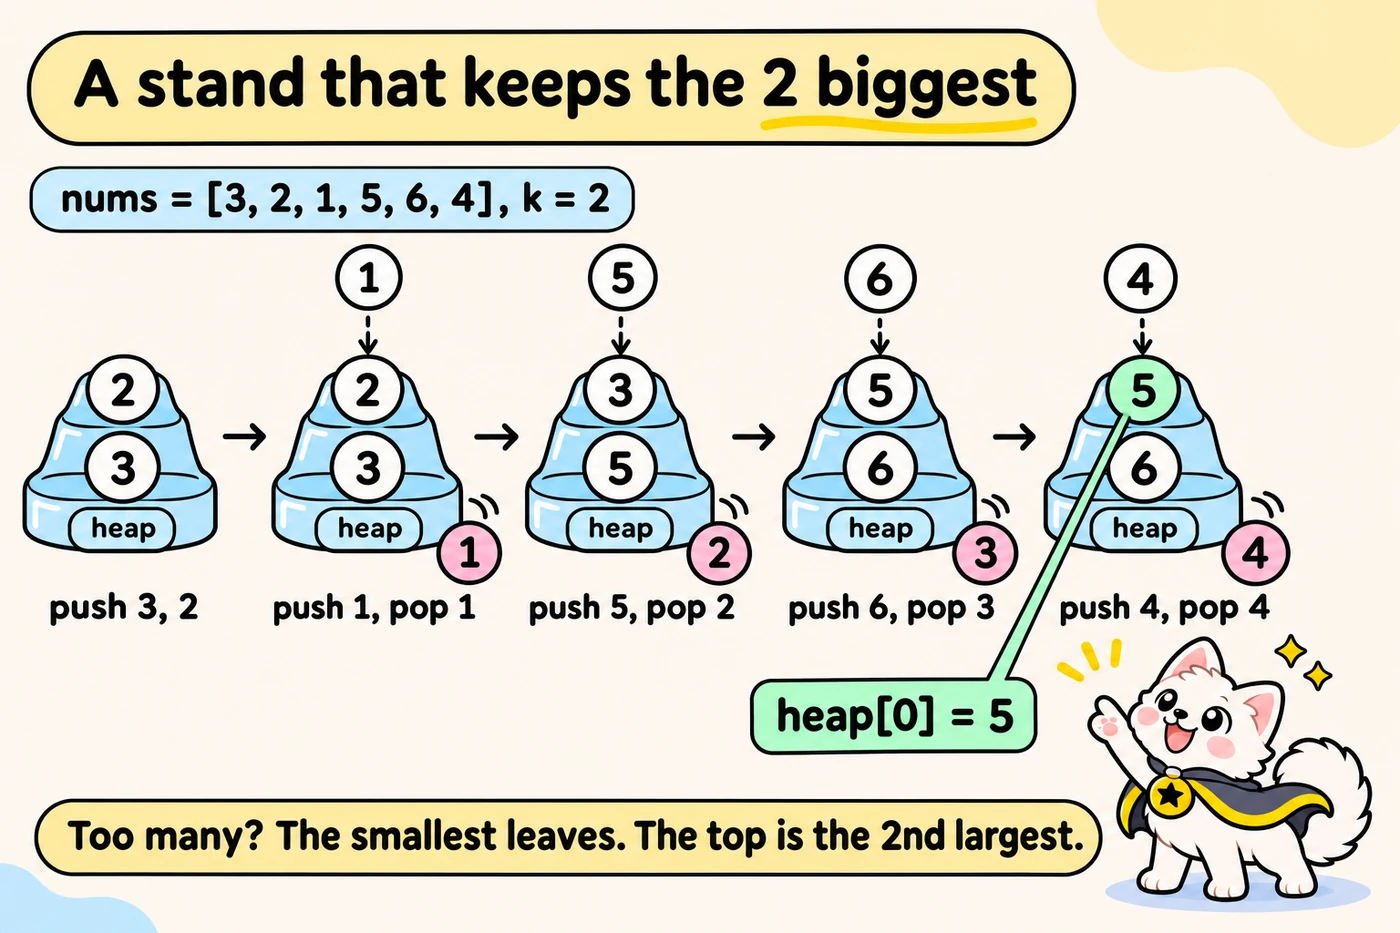 A stand that keeps the 2 biggest
nums = [3, 2, 1, 5, 6, 4], k = 2
1
5
6
4
2
2
3
5
5
3
3
5
6
6
heap
heap
heap
heap
heap
1
2
3
4
push 3, 2
push 1, pop 1
push 5, pop 2
push 6, pop 3
push 4, pop 4
heap[0] = 5
Too many? The smallest leaves. The top is the 2nd largest.